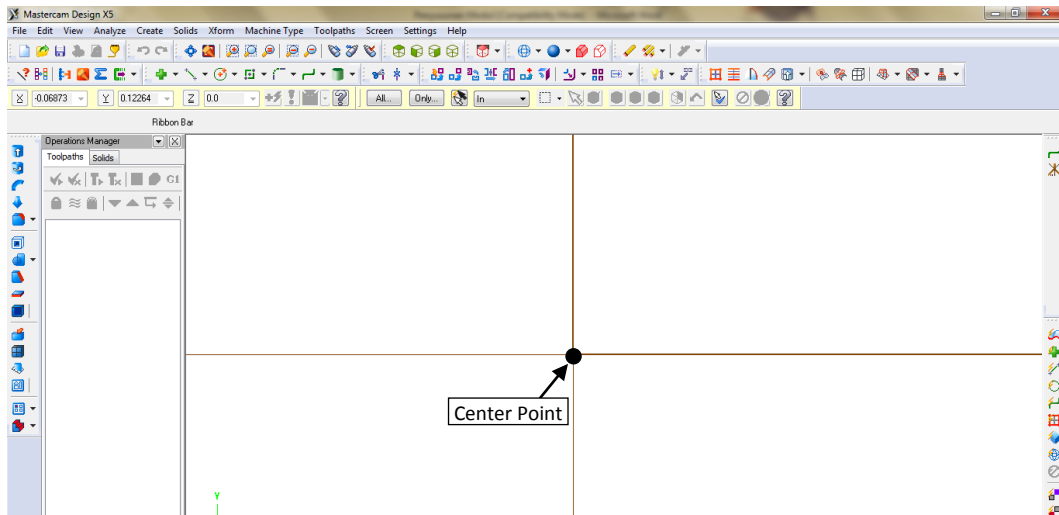 Mastercam Design X5
File Edit View Analyze Create Solids Xform Machine Type Toolpaths Screen Settings Help
X -0.06873 Y 0.12264 Z 0.0 All... Only... In
Ribbon Bar
Operations Manager
Toolpaths Solids
G1
Center Point
Y